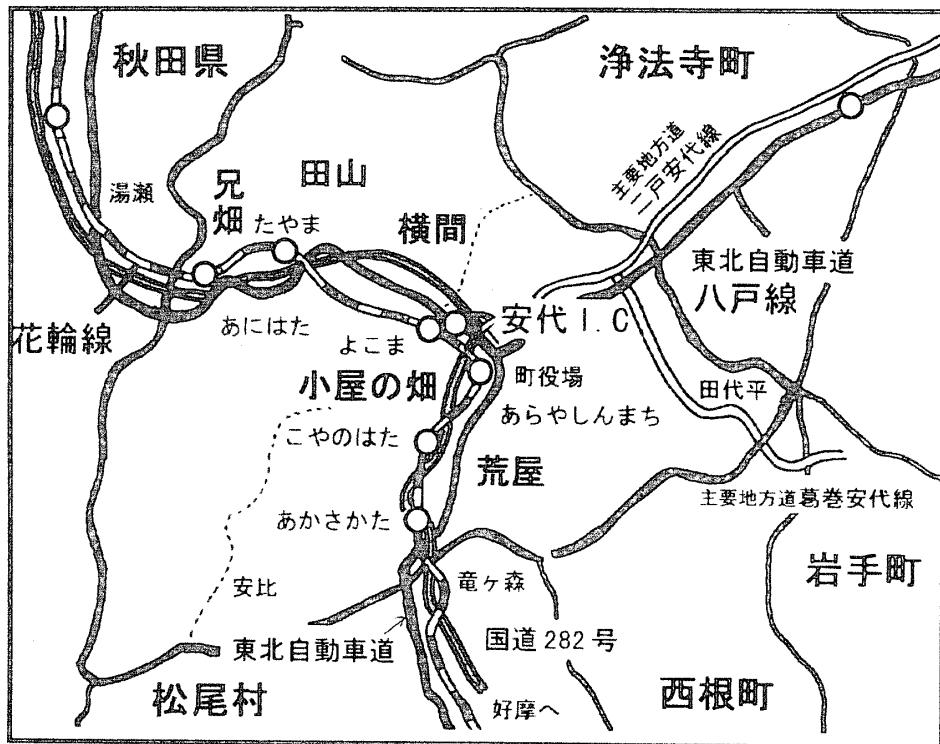 秋田県
浄法寺町
主要地方道
二戸安代線
湯瀬
兄畑
田山
たやま
横間
東北自動車道
八戸線
あにはた
安代I.C
花輪線
よこま
小屋の畑
町役場
田代平
あらやしんまち
こやのはた
荒屋
主要地方道葛巻安代線
あかさかた
岩手町
安比
竜ヶ森
東北自動車道
国道282号
松尾村
西根町
好摩へ